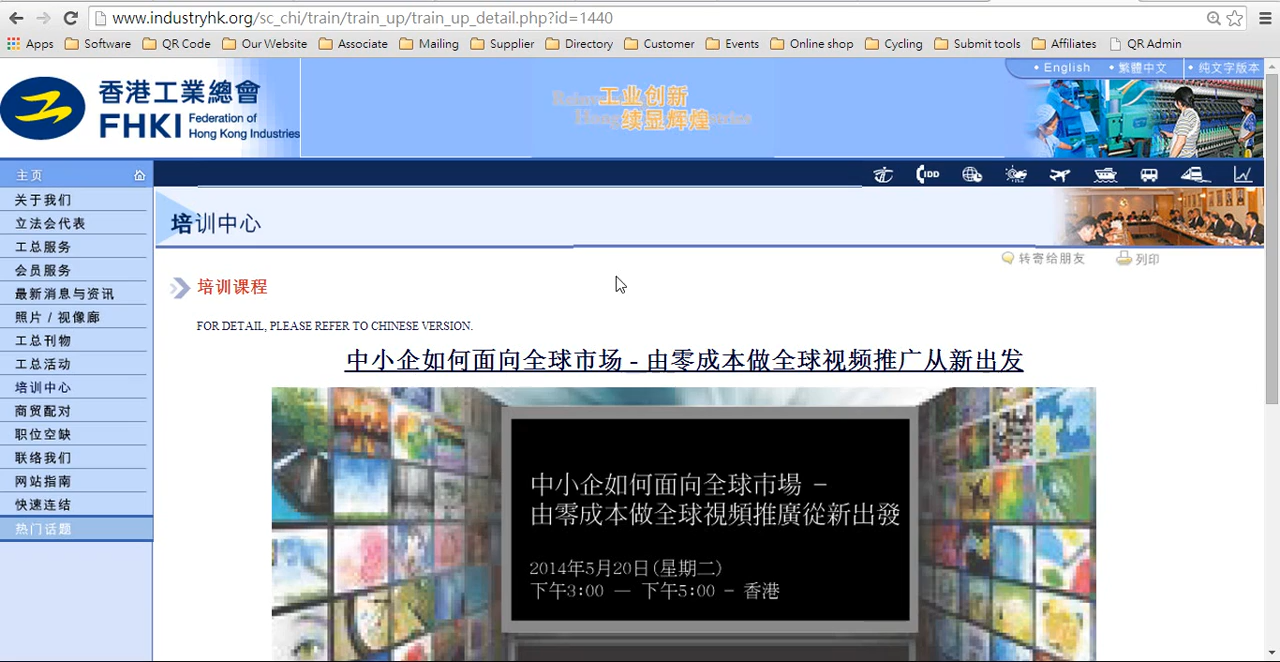 www.industryhk.org/sc_chi/train/train_up/train_up_detail.php?id=1440
Apps Software QR Code Our Website Associate Mailing Supplier Directory Customer Events Online shop Cycling Submit tools Affiliates QR Admin
• English • 繁體中文 • 纯文字版本
香港工業總會
FHKI Federation of
Hong Kong Industries
工业创新
续显辉煌
IDD
主页
关于我们
立法会代表
工总服务
会员服务
最新消息与资讯
照片 / 视像廊
工总刊物
工总活动
培训中心
商贸配对
职位空缺
联络我们
网站指南
快速连结
热门话题
培训中心
转寄给朋友 列印
培训课程
FOR DETAIL, PLEASE REFER TO CHINESE VERSION.
中小企如何面向全球市场 - 由零成本做全球视频推广从新出发
中小企如何面向全球市場 -
由零成本做全球視頻推廣從新出發
2014年5月20日(星期二)
下午3:00 — 下午5:00 - 香港